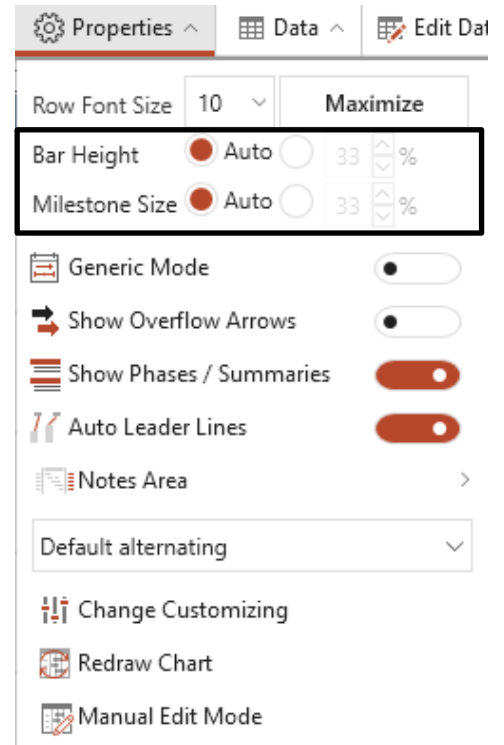 Properties Data Edit Dat
Row Font Size 10 Maximize
Bar Height Auto 33 %
Milestone Size Auto 33 %
Generic Mode
Show Overflow Arrows
Show Phases / Summaries
Auto Leader Lines
Notes Area
Default alternating
Change Customizing
Redraw Chart
Manual Edit Mode